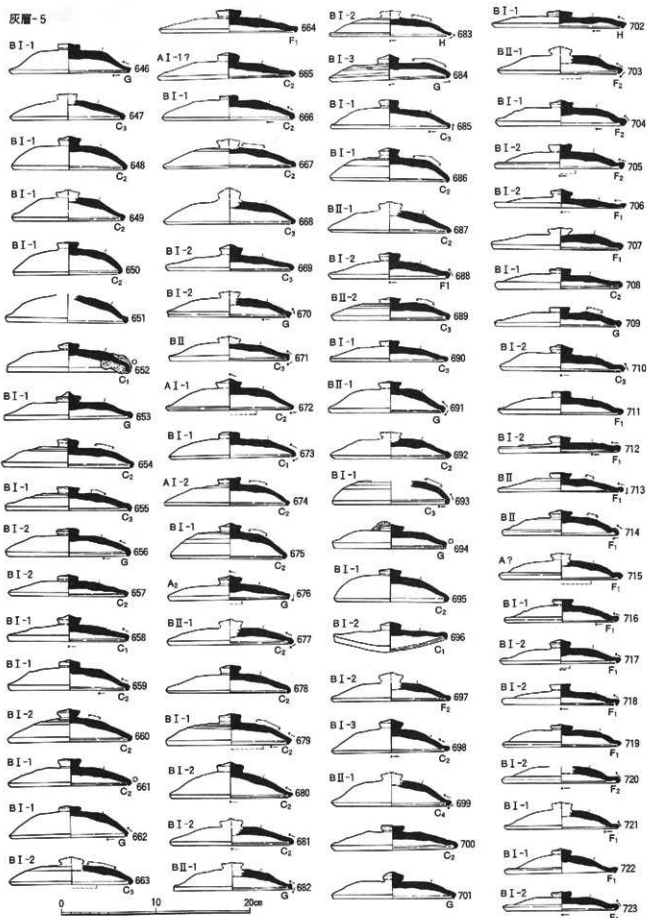 灰層-5
BⅠ-1
646
G
647
C3
BⅠ-1
648
C2
BⅠ-1
649
C2
BⅠ-1
650
C2
651
652
C1
BⅠ-1
653
G
654
C2
BⅠ-1
655
C3
BⅠ-2
656
G
BⅠ-2
657
C2
BⅠ-1
658
C1
BⅠ-1
659
C2
BⅠ-2
660
C2
BⅠ-1
661
C2
BⅠ-1
662
G
BⅠ-2
663
C3
664
F1
AⅠ-1?
665
C2
BⅠ-1
666
C2
667
C2
668
C3
BⅠ-2
669
C3
BⅠ-2
670
G
BⅡ
671
C3
AⅠ-1
672
C2
BⅠ-1
673
C1
AⅠ-2
674
C2
BⅠ-1
675
C2
A2
676
G
BⅡ-1
677
C2
678
C2
BⅠ-1
679
C2
BⅠ-2
680
C2
BⅠ-2
681
C2
BⅡ-1
682
G
BⅠ-2
683
H
BⅠ-3
684
G
BⅠ-1
685
C3
BⅠ-1
686
C2
BⅡ-1
687
C2
BⅠ-2
688
F1
BⅡ-2
689
C3
BⅠ-1
690
C3
BⅡ-1
691
G
692
C2
BⅠ-1
693
C3
694
G
BⅠ-1
695
C2
BⅠ-2
696
C1
BⅠ-2
697
F2
BⅠ-3
698
C2
BⅡ-1
699
C4
700
C2
701
G
BⅠ-1
702
H
BⅡ-1
703
F2
BⅠ-1
704
F2
BⅠ-2
705
F2
BⅠ-2
706
F1
707
F1
BⅠ-1
708
C2
709
G
BⅠ-2
710
C3
711
F1
BⅠ-2
712
F1
BⅡ
713
F1
BⅡ
714
F1
A?
715
F1
BⅠ-1
716
F1
BⅠ-2
717
F1
BⅠ-2
718
F1
719
F1
BⅠ-2
720
F2
BⅠ-1
721
F1
BⅠ-1
722
F1
BⅠ-2
723
0 10 20cm